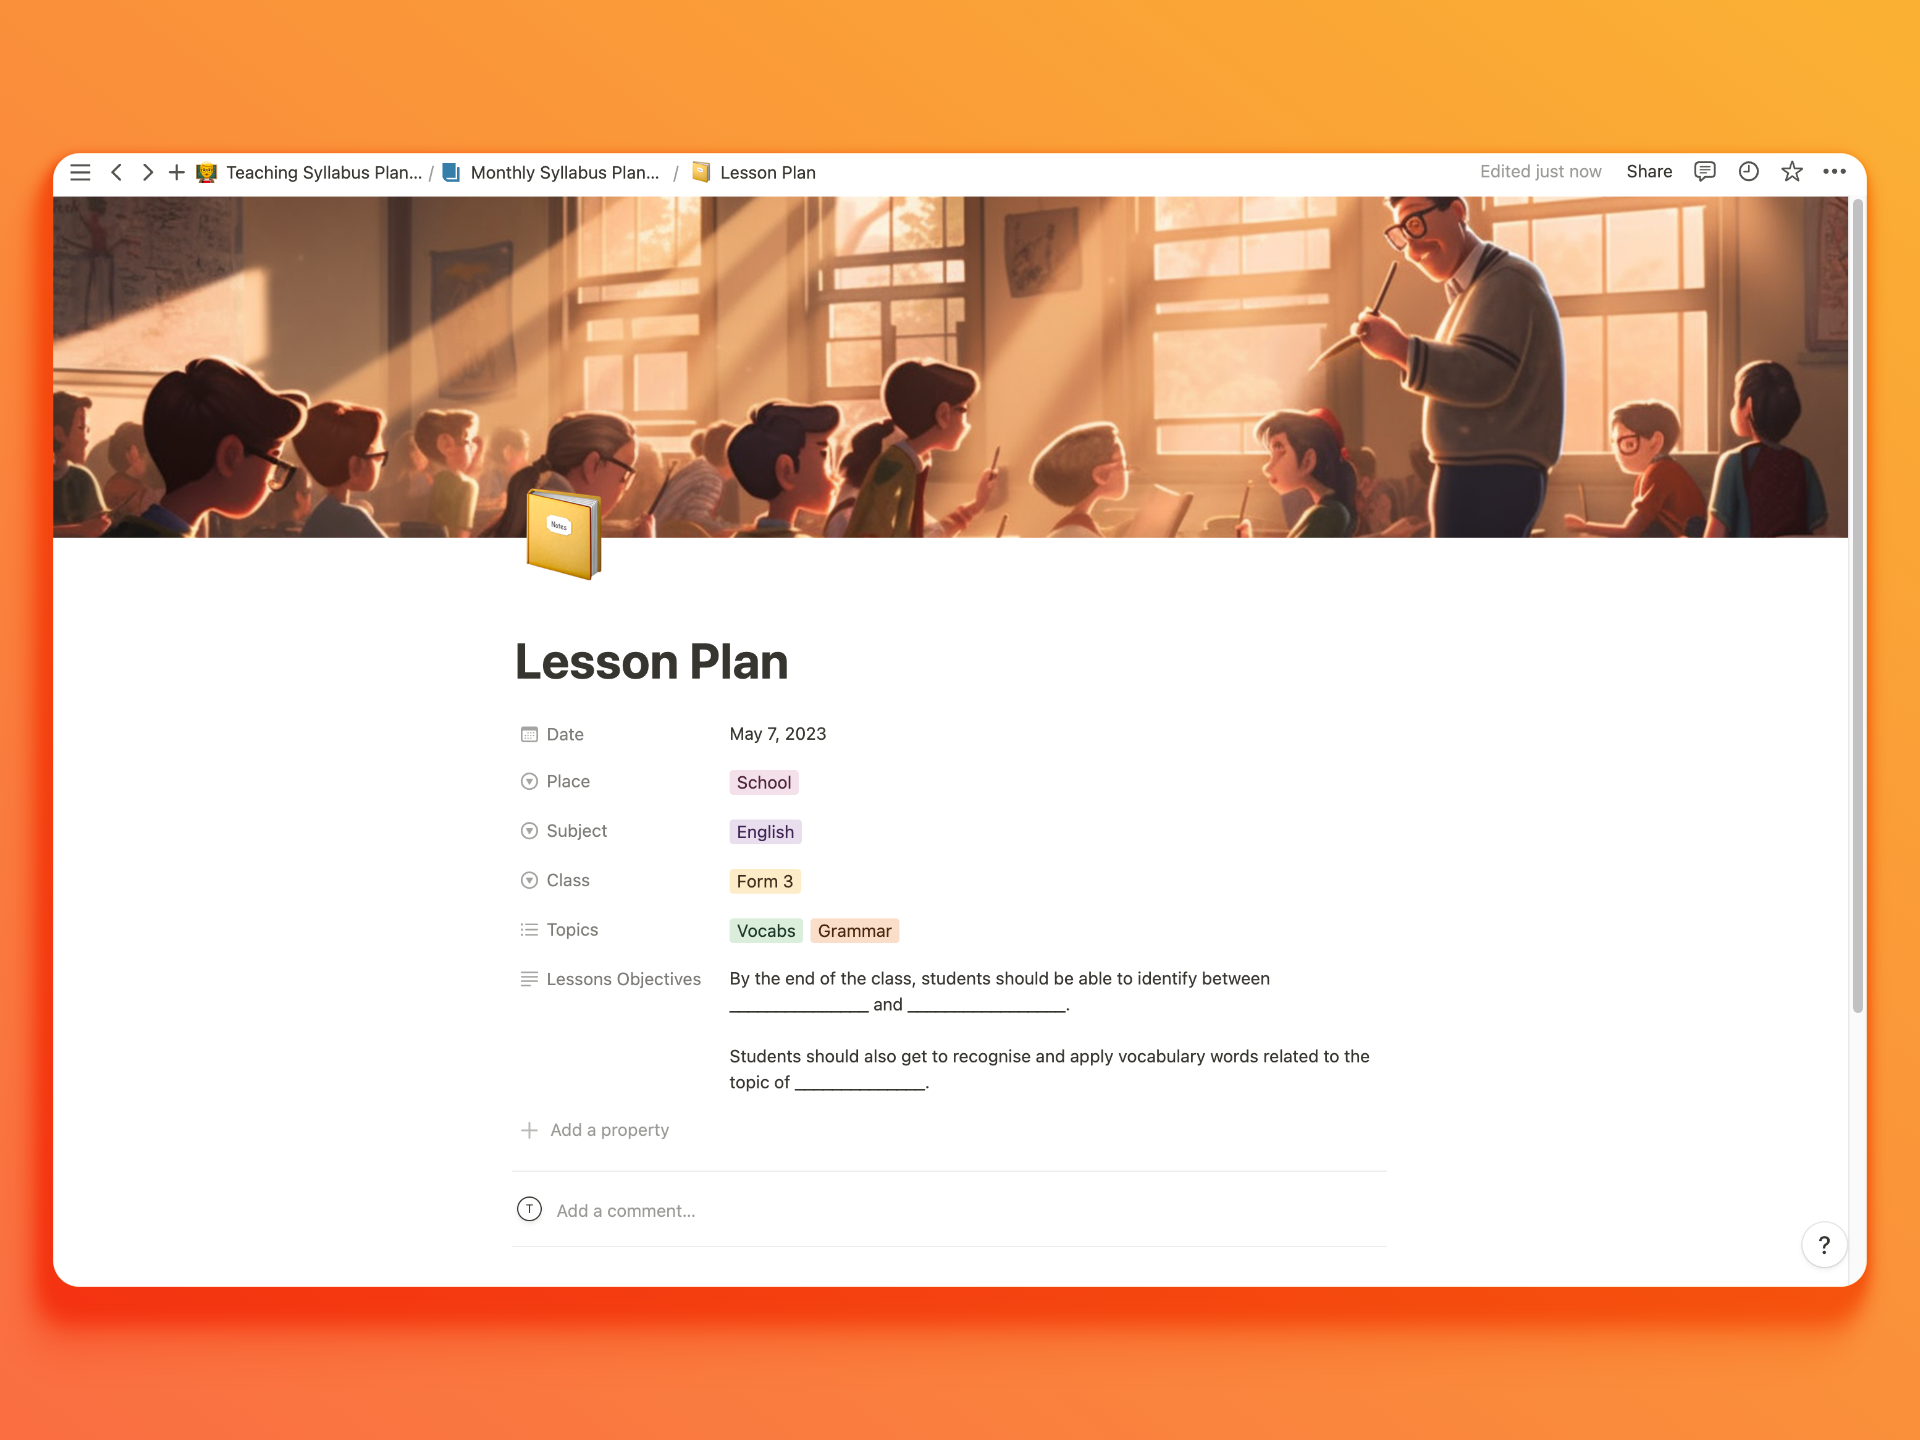 Teaching Syllabus Plan... / Monthly Syllabus Plan... / Lesson Plan
Edited just now Share
Notes
Lesson Plan
Date May 7, 2023
Place School
Subject English
Class Form 3
Topics Vocabs Grammar
Lessons Objectives By the end of the class, students should be able to identify between
_______________ and _________________.
Students should also get to recognise and apply vocabulary words related to the
topic of ______________.
Add a property
T Add a comment...
?